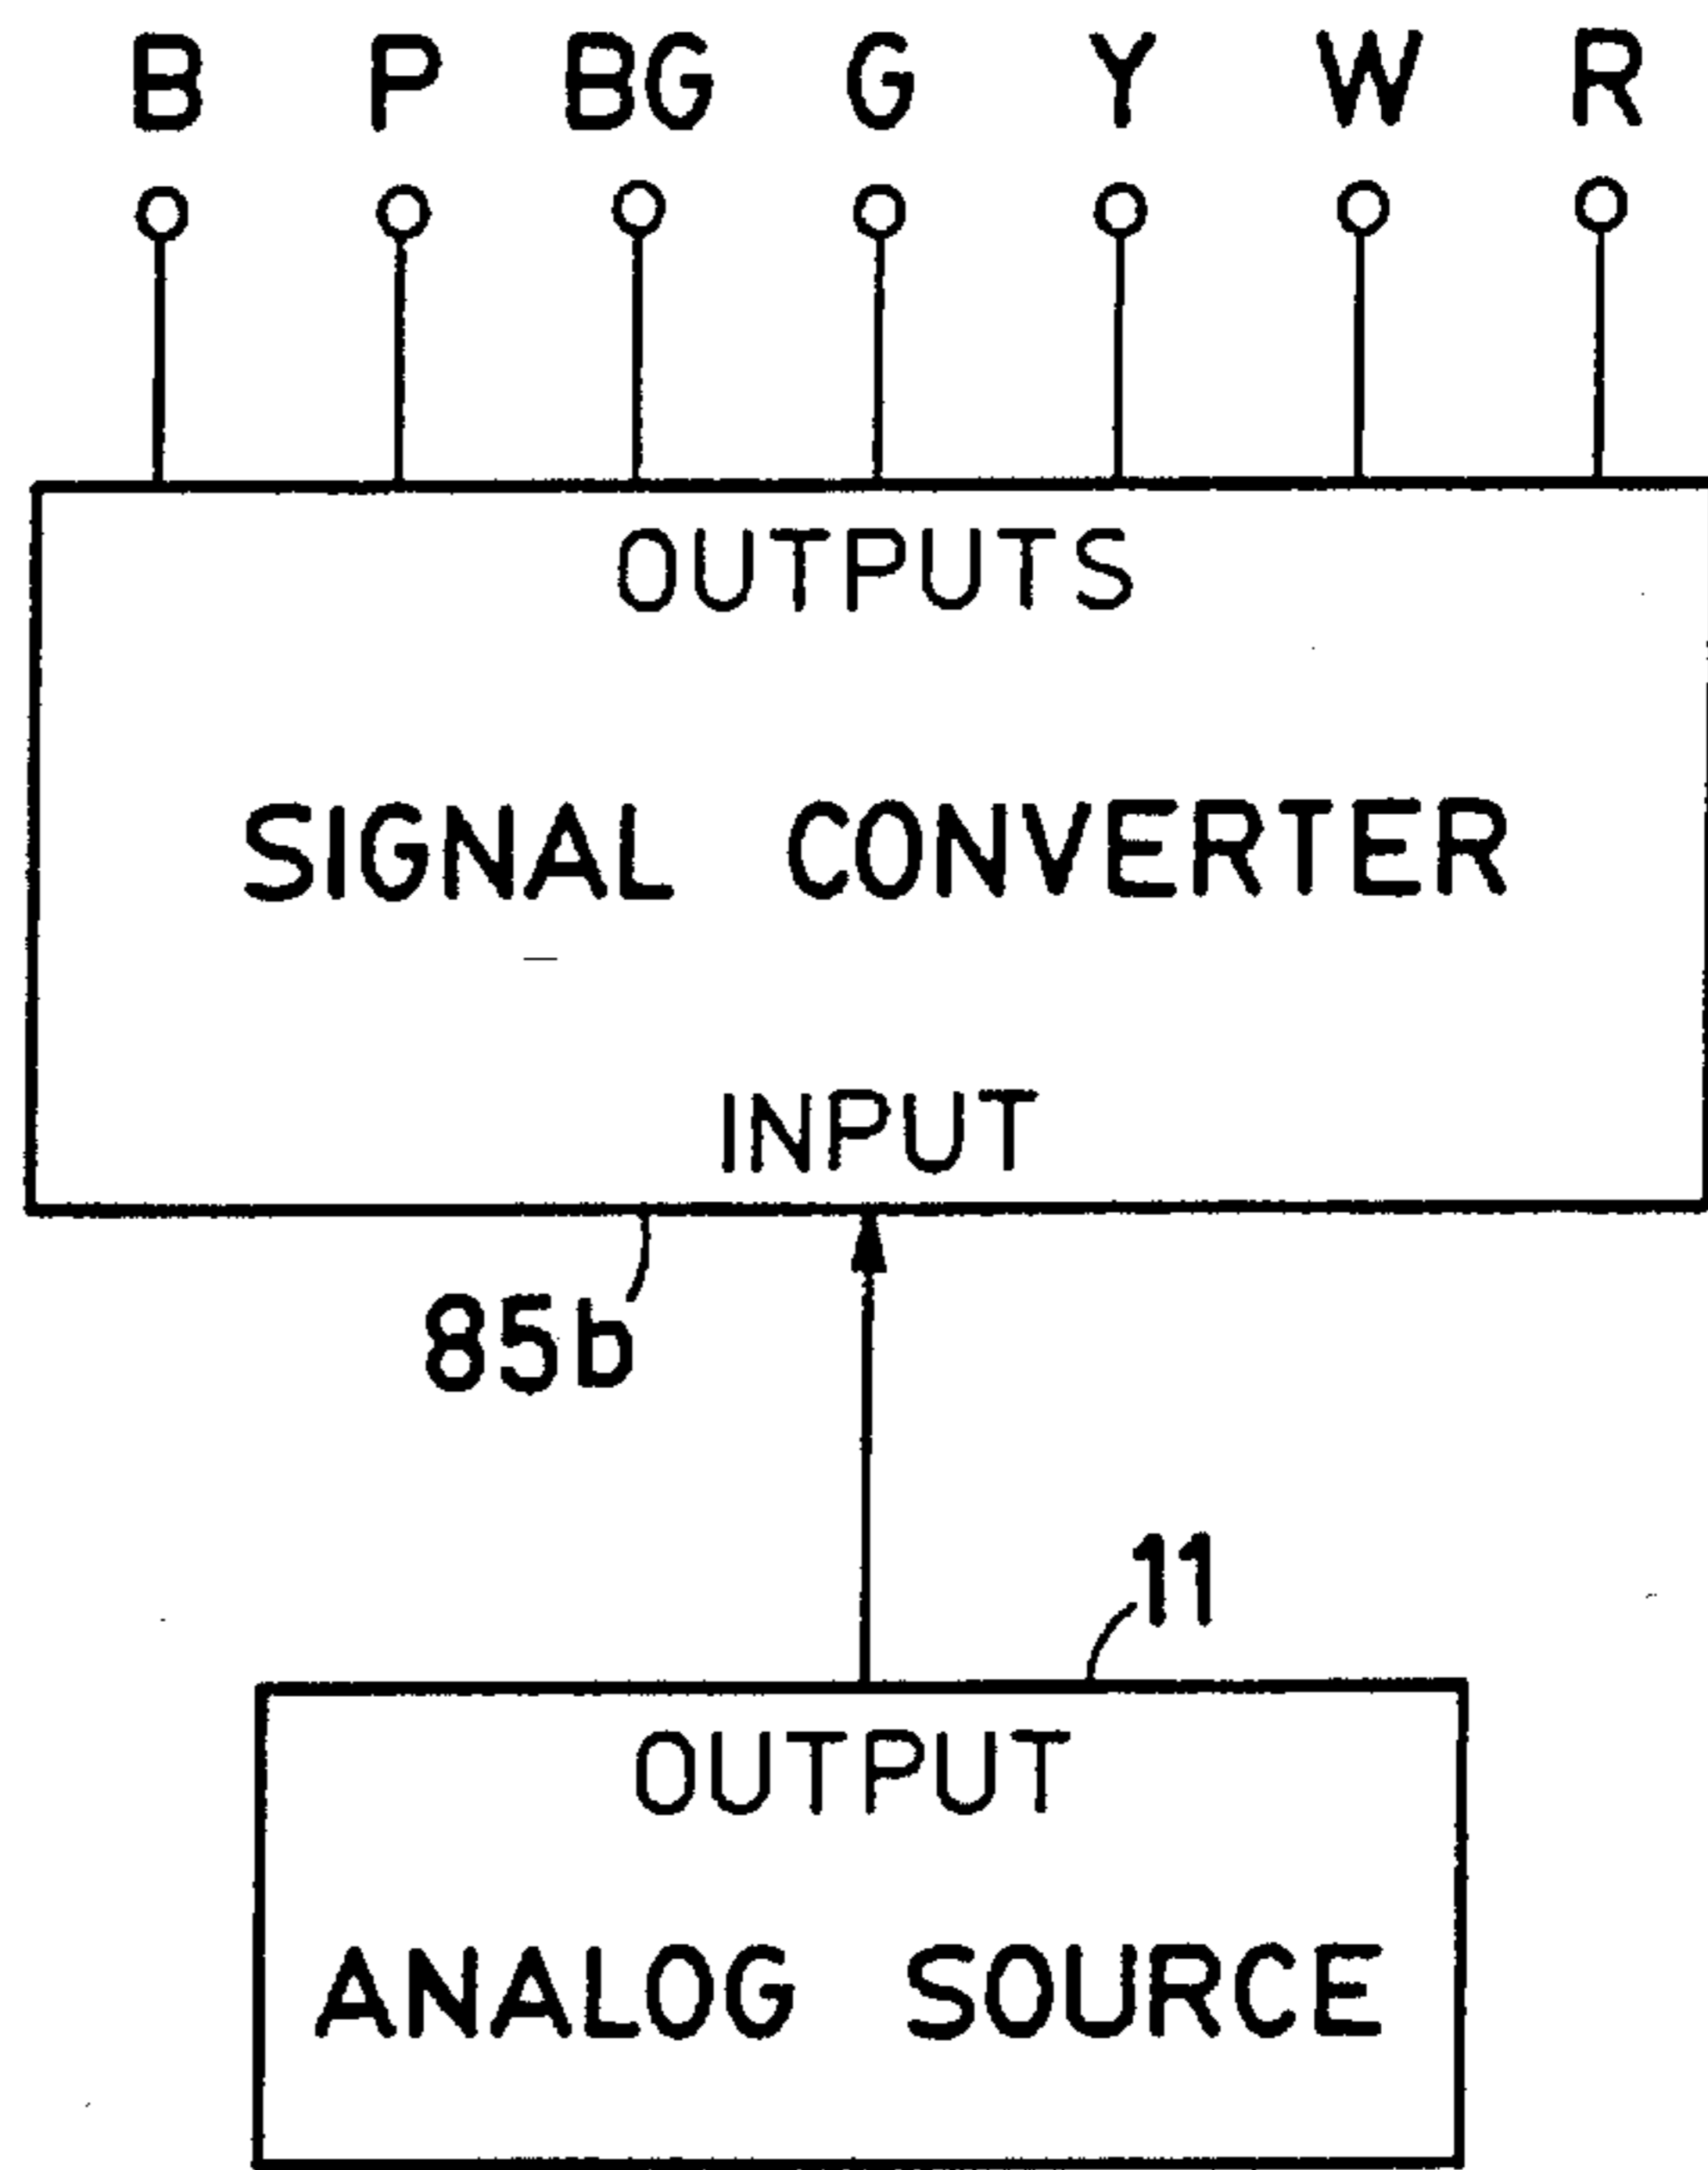 B P BG G Y W R
OUTPUTS
SIGNAL CONVERTER
INPUT
85b
11
OUTPUT
ANALOG SOURCE